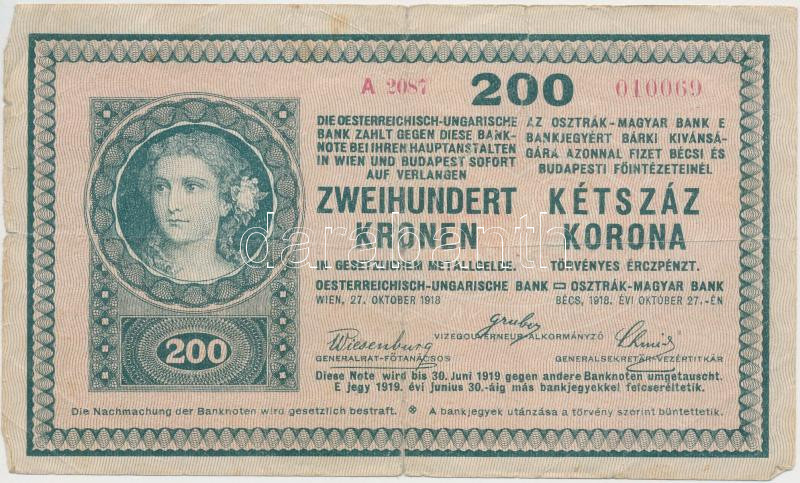 A 2087 200 010069
DIE OESTERREICHISCH-UNGARISCHE
BANK ZAHLT GEGEN DIESE BANK-
NOTE BEI IHREN HAUPTANSTALTEN
IN WIEN UND BUDAPEST SOFORT
AUF VERLANGEN
ZWEIHUNDERT
KRONEN
IN GESETZLICHEM METALLGELDE.
OESTERREICHISCH-UNGARISCHE BANK
WIEN, 27. OKTOBER 1918
AZ OSZTRÁK-MAGYAR BANK E
BANKJEGYÉRT BÁRKI KIVÁNSÁ-
GÁRA AZONNAL FIZET BÉCSI ÉS
BUDAPESTI FŐINTÉZETEINÉL
KÉTSZÁZ
KORONA
TÖRVÉNYES ÉRCZPÉNZT.
OSZTRÁK-MAGYAR BANK
BÉCS, 1918. ÉVI OKTÓBER 27.-ÉN
darabanth
200
Wiesenburg
GENERALRAT-FŐTANÁCSOS
gruber
VIZEGOUVERNEUR-ALKORMÁNYZÓ
Schmid
GENERALSEKRETÄR-VEZÉRTITKÁR
Diese Note wird bis 30. Juni 1919 gegen andere Banknoten umgetauscht.
E jegy 1919. évi junius 30.-áig más bankjegyekkel felcseréltetik.
Die Nachmachung der Banknoten wird gesetzlich bestraft. A bankjegyek utánzása a törvény szerint büntettetik.